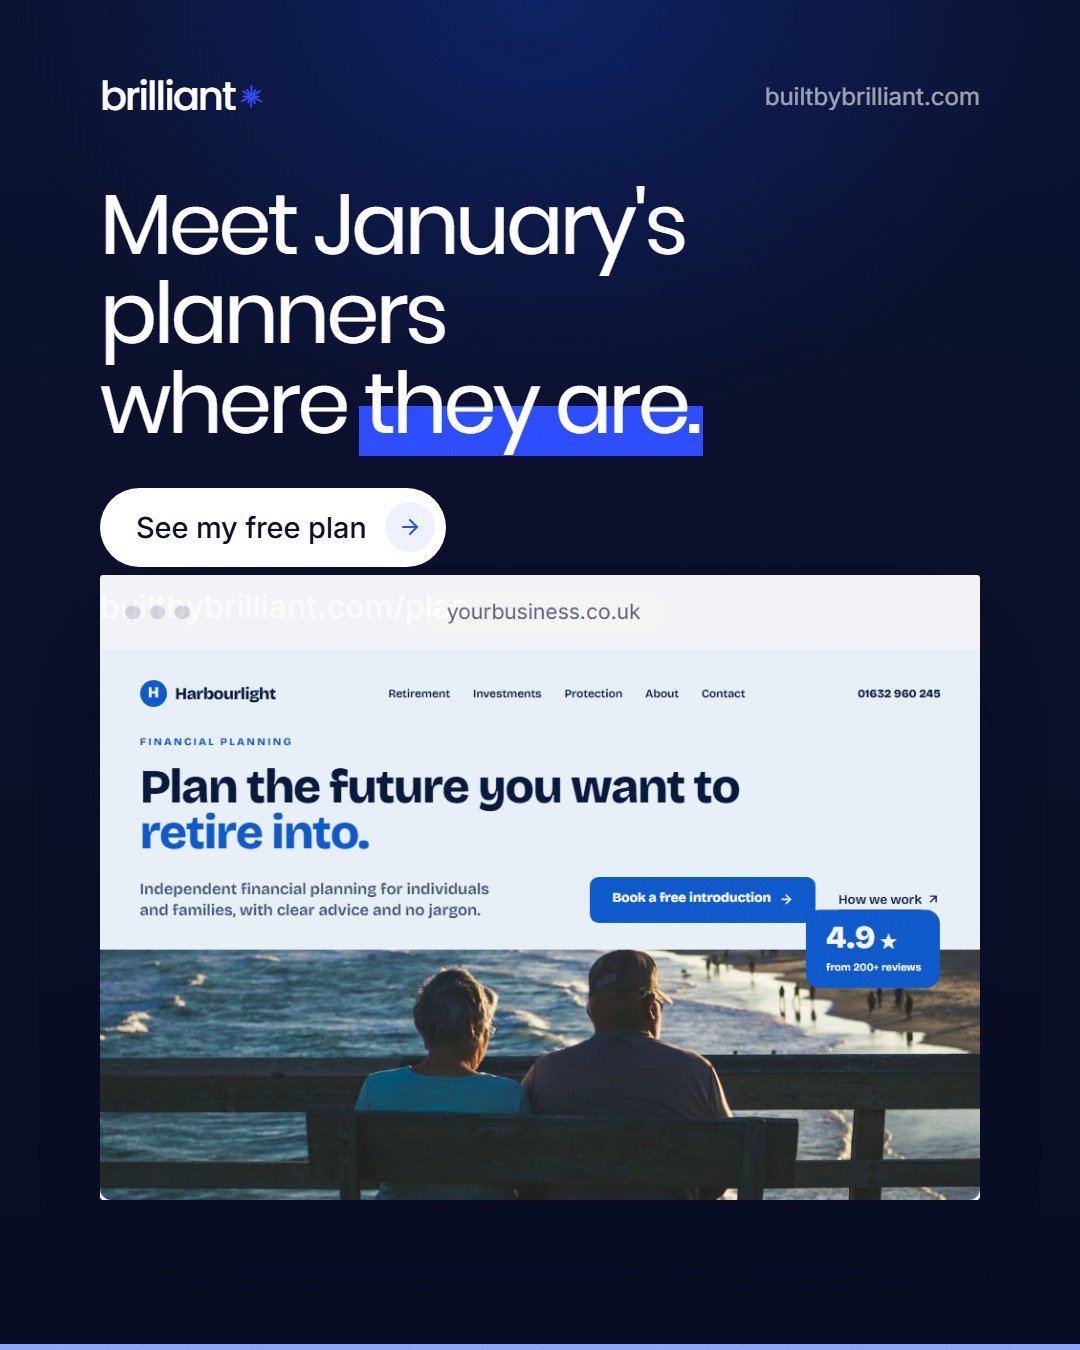 brilliant
builtbybrilliant.com
Meet January's
planners
where they are.
See my free plan
builtbybrilliant.com/plan
yourbusiness.co.uk
H Harbourlight
Retirement Investments Protection About Contact
01632 960 245
FINANCIAL PLANNING
Plan the future you want to
retire into.
Independent financial planning for individuals
and families, with clear advice and no jargon.
Book a free introduction →
How we work ↗
4.9 ★
from 200+ reviews